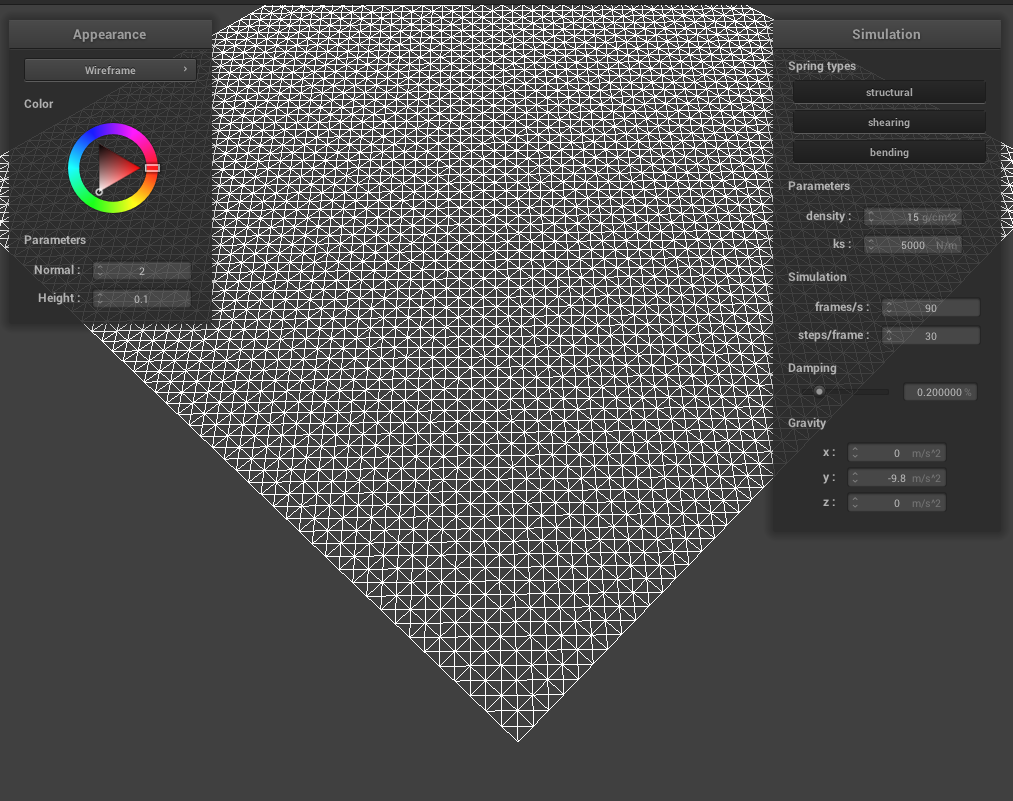 Appearance
Wireframe ›
Color
Parameters
Normal : 2
Height : 0.1
Simulation
Spring types
structural
shearing
bending
Parameters
density : 15 g/cm^2
ks : 5000 N/m
Simulation
frames/s : 90
steps/frame : 30
Damping
0.200000 %
Gravity
x : 0 m/s^2
y : -9.8 m/s^2
z : 0 m/s^2